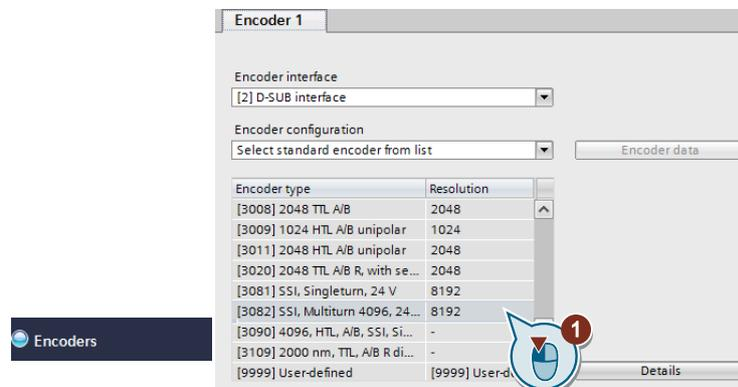 Encoder 1
Encoder interface
[2] D-SUB interface
Encoder configuration
Select standard encoder from list
Encoder data
Encoder type Resolution
[3008] 2048 TTL A/B 2048
[3009] 1024 HTL A/B unipolar 1024
[3011] 2048 HTL A/B unipolar 2048
[3020] 2048 TTL A/B R, with se... 2048
[3081] SSI, Singleturn, 24 V 8192
[3082] SSI, Multiturn 4096, 24... 8192
1
[3090] 4096, HTL, A/B, SSI, Si... -
Encoders
[3109] 2000 nm, TTL, A/B R di... -
[9999] User-defined [9999] User-d
Details